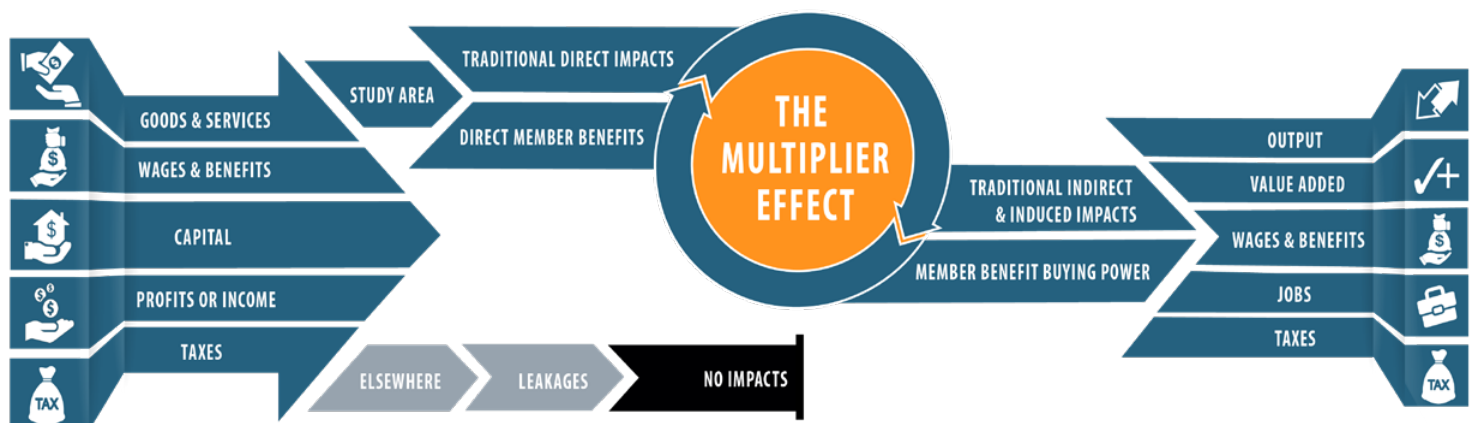 GOODS & SERVICES
WAGES & BENEFITS
CAPITAL
PROFITS OR INCOME
TAXES
TAX
STUDY AREA
TRADITIONAL DIRECT IMPACTS
DIRECT MEMBER BENEFITS
ELSEWHERE
LEAKAGES
NO IMPACTS
THE
MULTIPLIER
EFFECT
TRADITIONAL INDIRECT
& INDUCED IMPACTS
MEMBER BENEFIT BUYING POWER
OUTPUT
VALUE ADDED
WAGES & BENEFITS
JOBS
TAXES
TAX